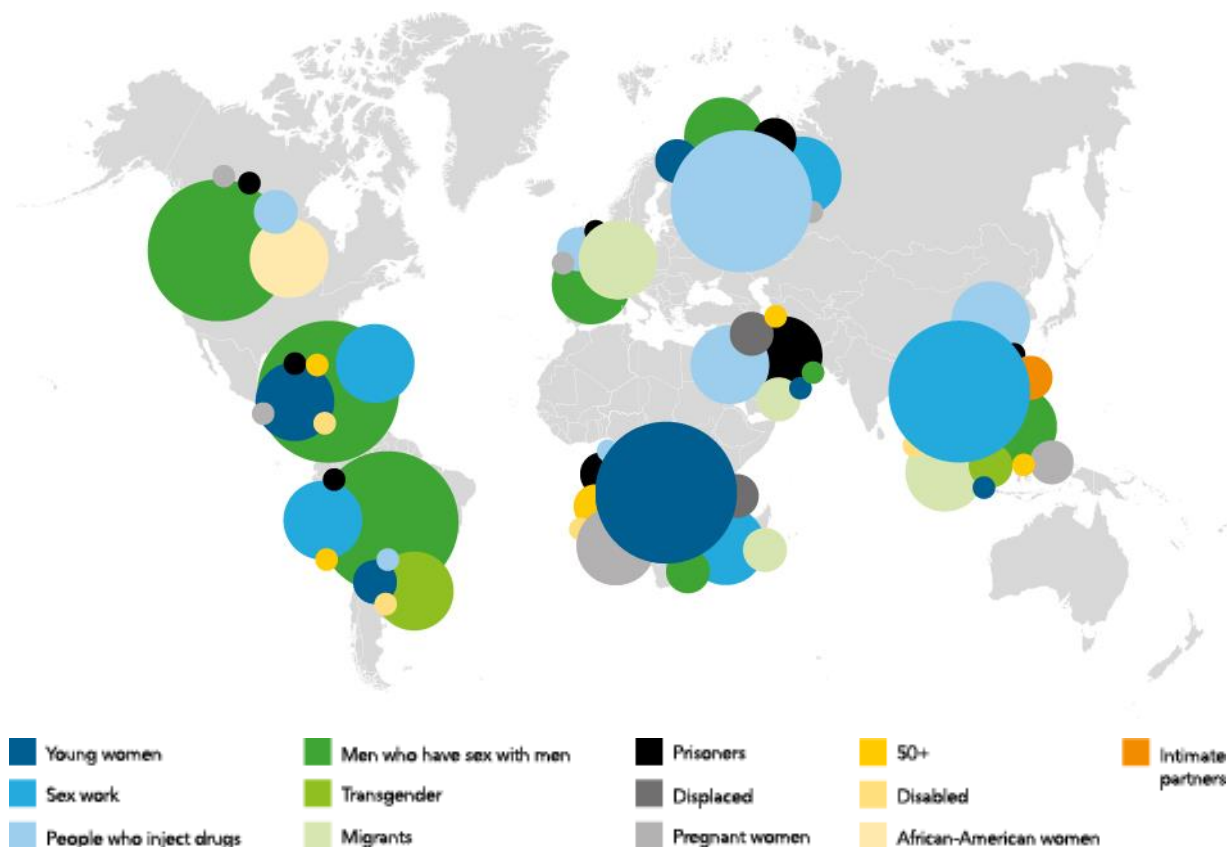 Young women
Men who have sex with men
Prisoners
50+
Intimate
partners
Sex work
Transgender
Displaced
Disabled
People who inject drugs
Migrants
Pregnant women
African-American women